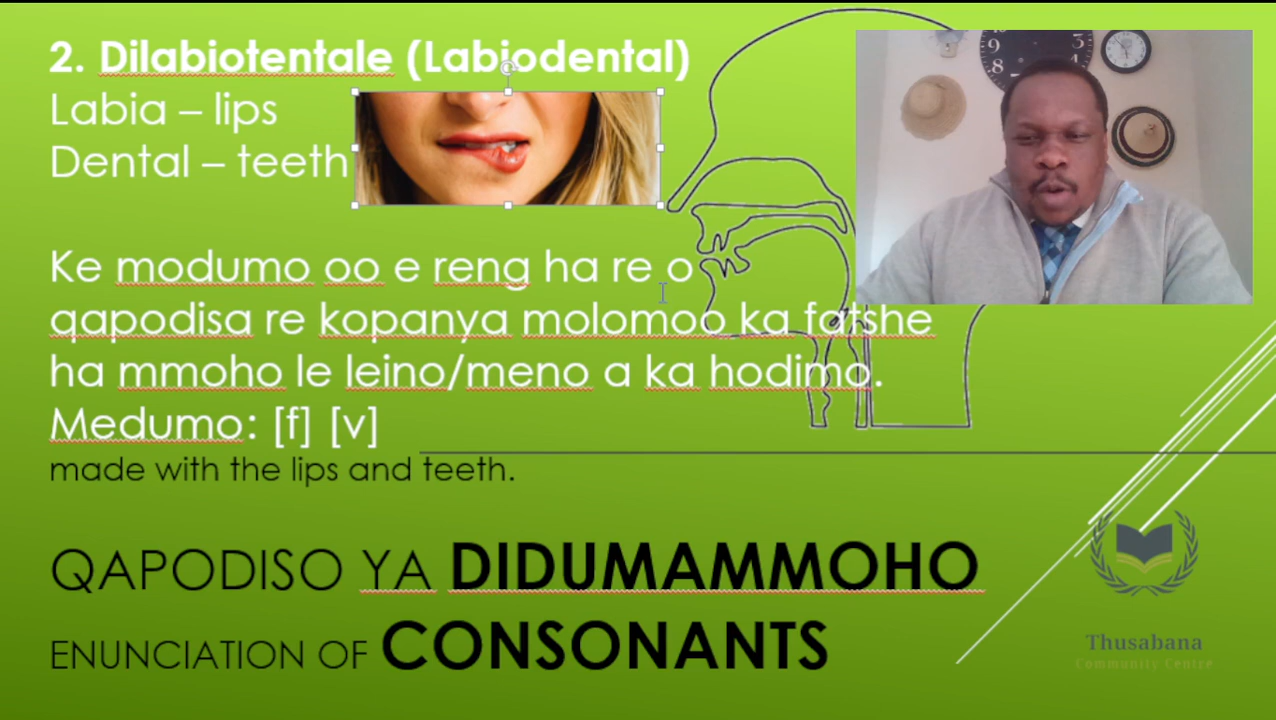 2. Dilabiotentale (Labiodental)
Labia – lips
Dental – teeth
Ke modumo oo e reng ha re o
qapodisa re kopanya molomoo ka fatshe
ha mmoho le leino/meno a ka hodimo.
Medumo: [f] [v]
made with the lips and teeth.
QAPODISO YA DIDUMAMMOHO
ENUNCIATION OF CONSONANTS
Thusabana
Community Centre